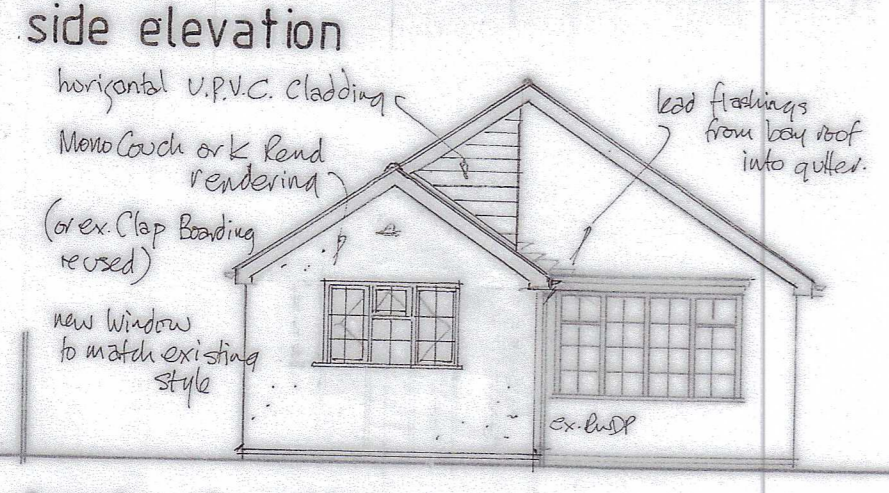 side elevation
horizontal U.P.V.C. Cladding
Mono Couch or K Rend
rendering
(or ex. Clap Boarding
reused)
new Window
to match existing
style
lead flashings
from bay roof
into gutter.
ex. RWDP